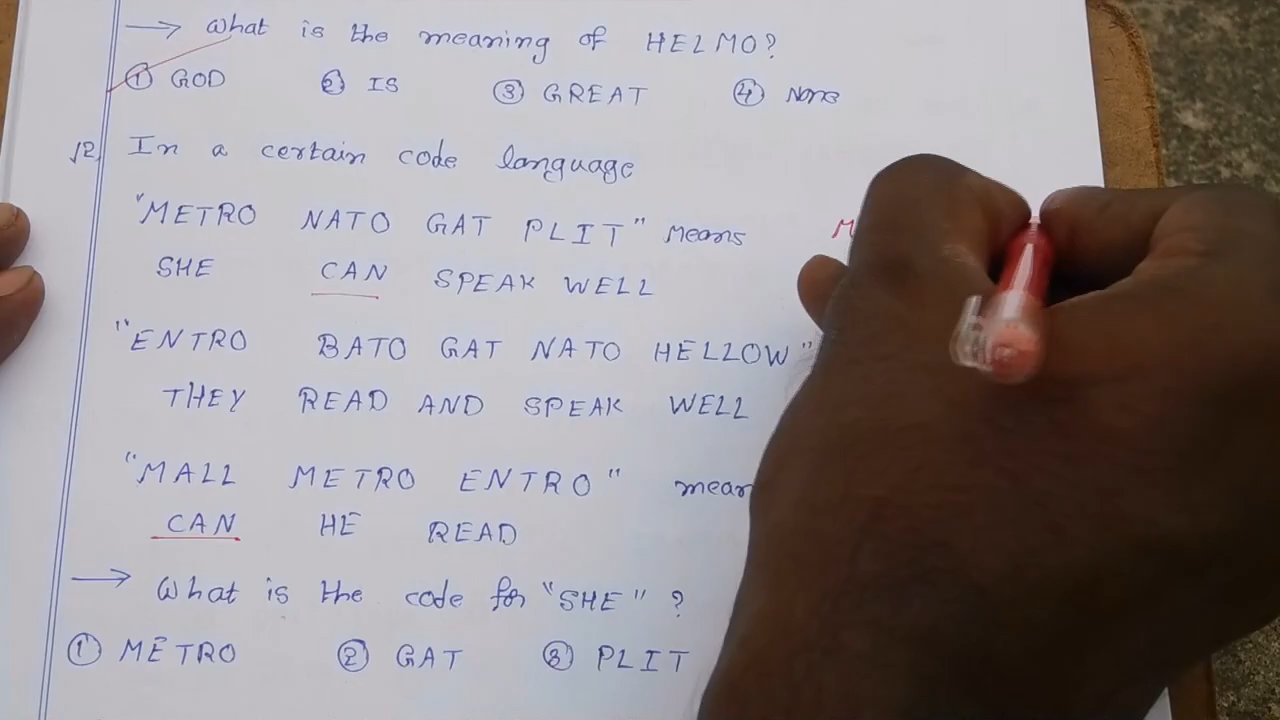 → What is the meaning of HELMO?
① GOD ② IS ③ GREAT ④ None
12, In a certain code language
"METRO NATO GAT PLIT" means
SHE CAN SPEAK WELL
"ENTRO BATO GAT NATO HELLOW"
THEY READ AND SPEAK WELL
"MALL METRO ENTRO"
CAN HE READ
→ What is the code for "SHE" ?
① METRO ② GAT ③ PLIT